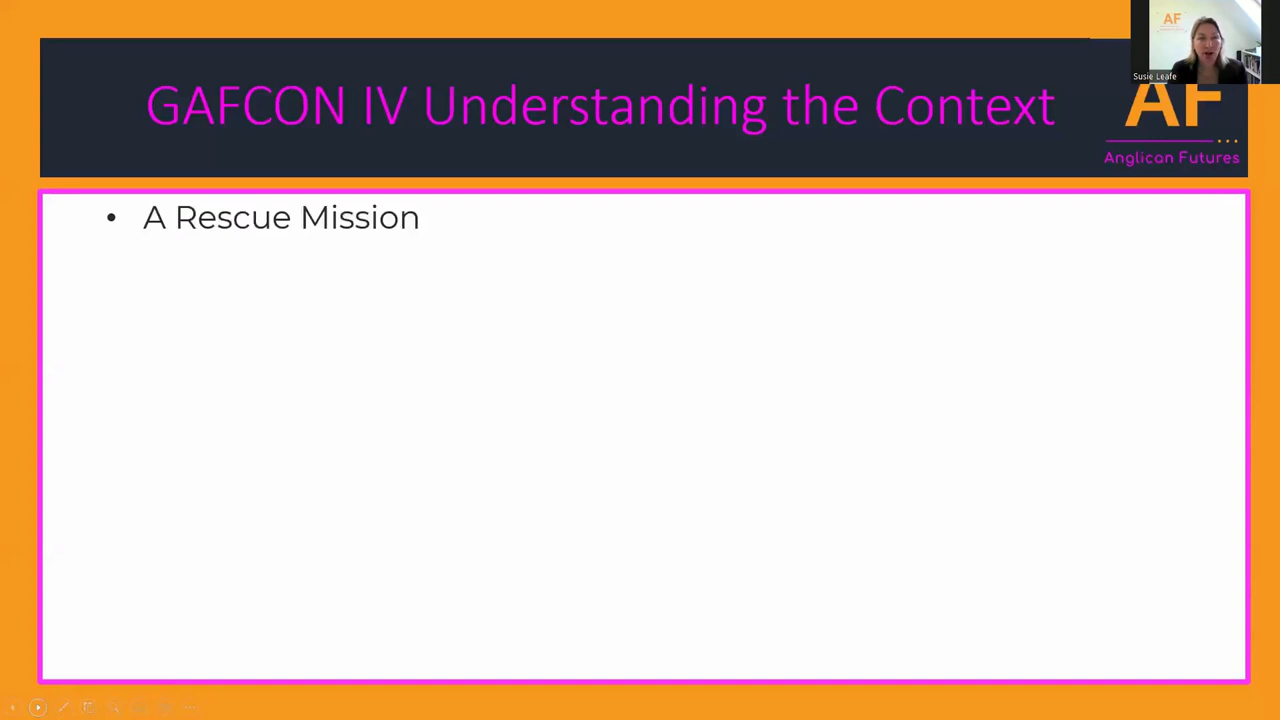 AF
Susie Leafe
GAFCON IV Understanding the Context
AF
Anglican Futures
• A Rescue Mission